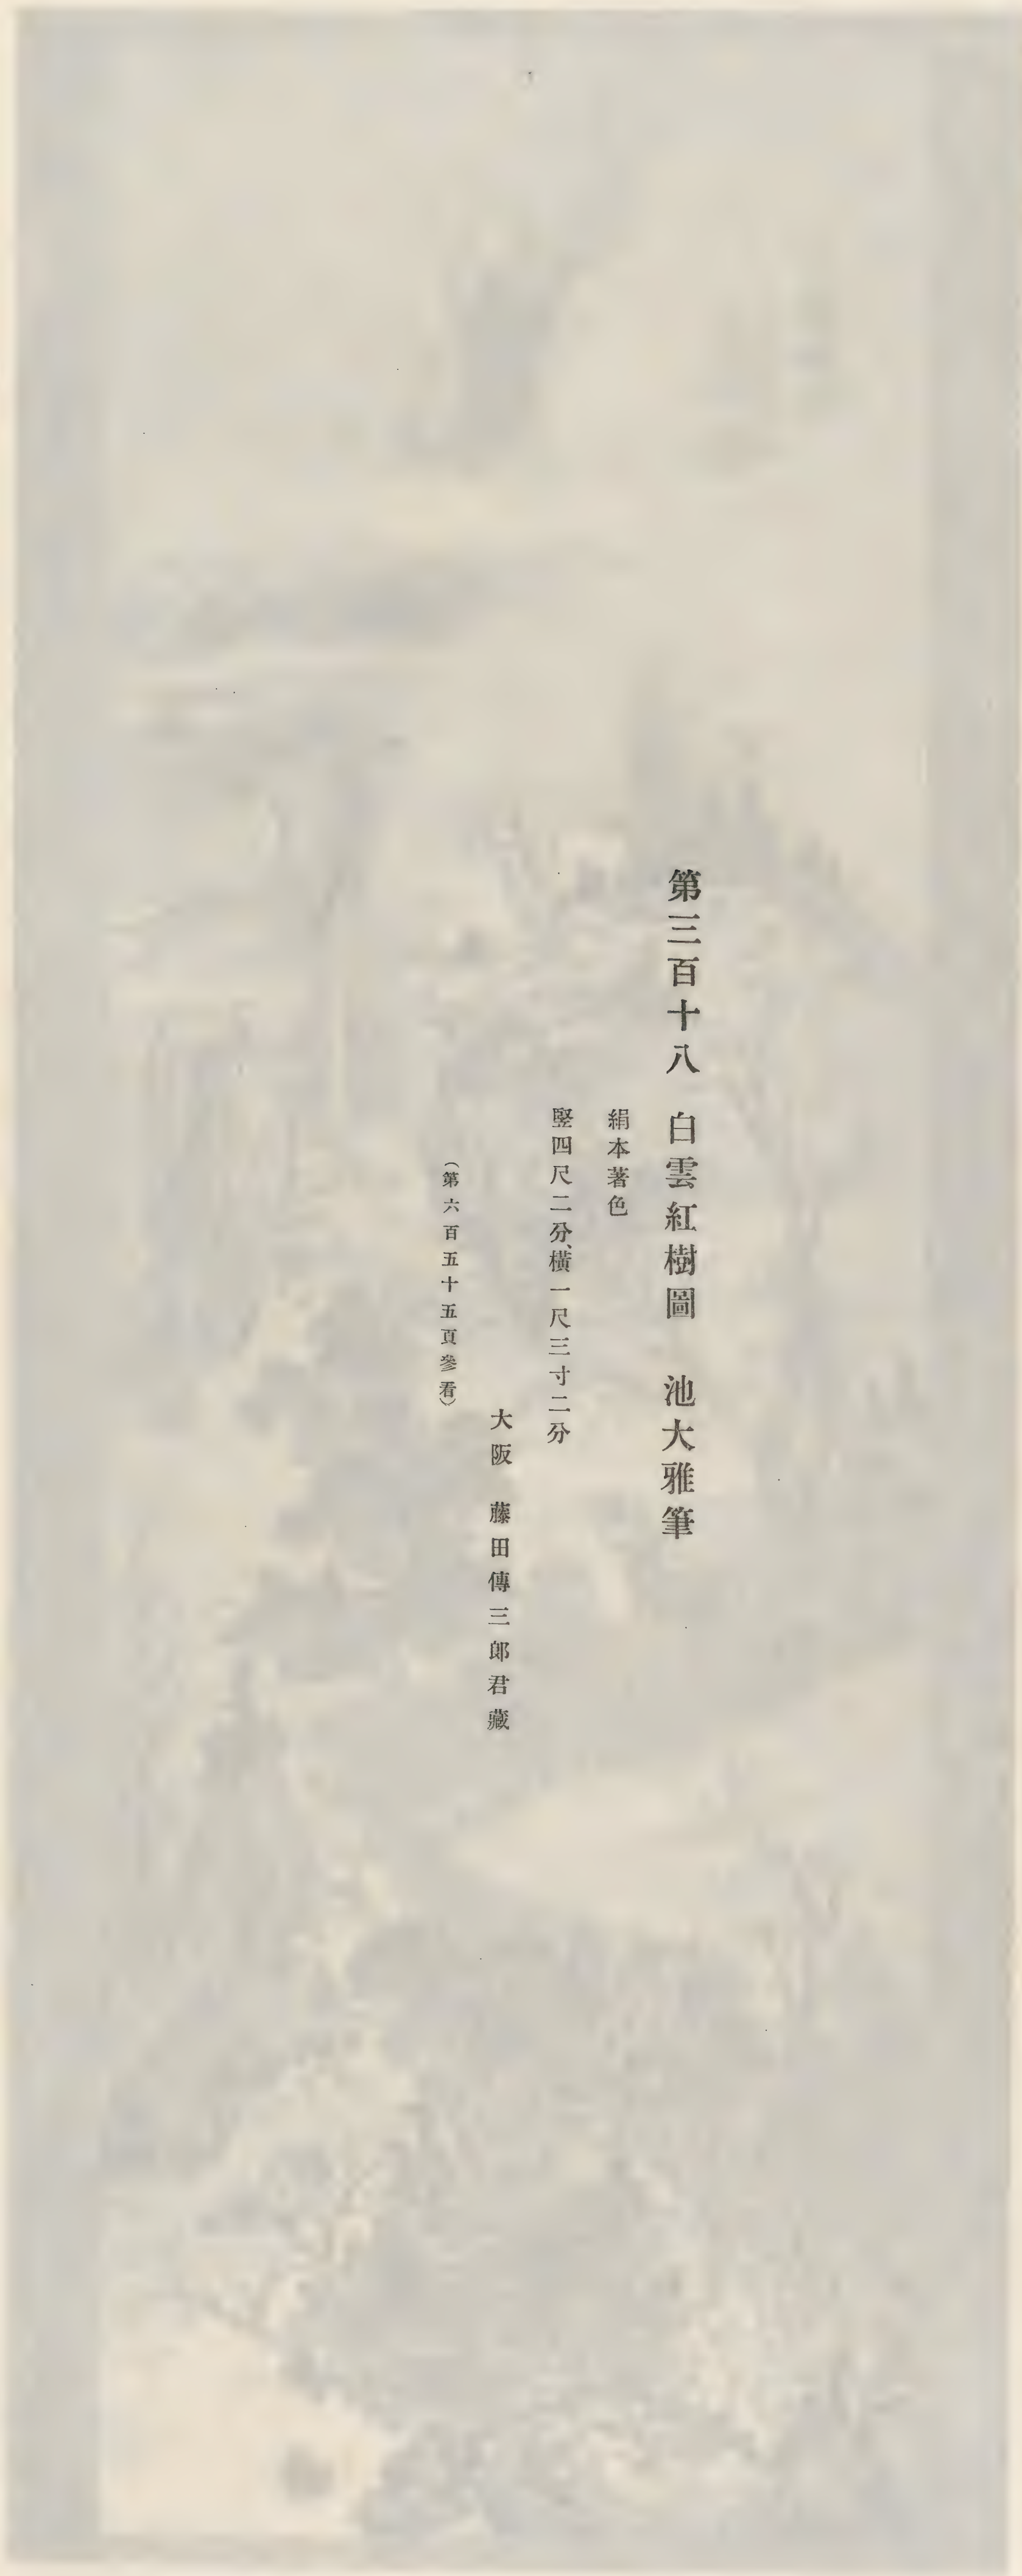 第三百十八　白雲紅樹圖　池大雅筆
絹本著色
竪四尺二分、橫一尺三寸二分
大阪　藤田傳三郎君藏
（第六百五十五頁參看）